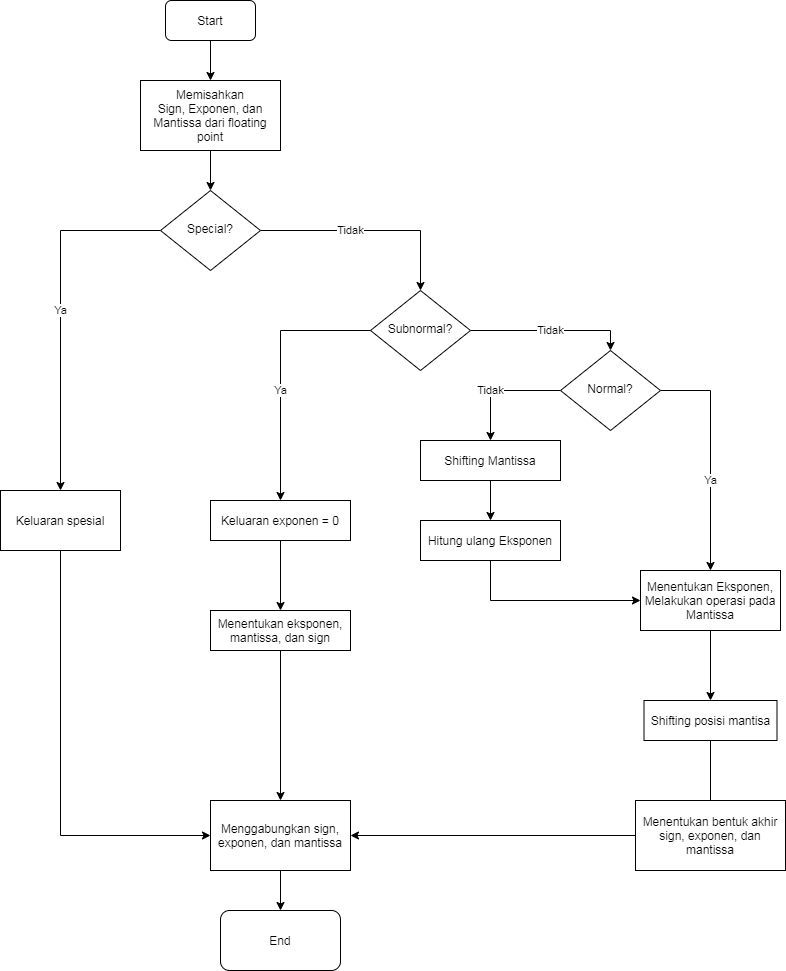 Start
Memisahkan
Sign, Exponen, dan
Mantissa dari floating
point
Special?
Tidak
Ya
Subnormal?
Tidak
Ya
Normal?
Tidak
Ya
Shifting Mantissa
Keluaran spesial
Keluaran exponen = 0
Hitung ulang Eksponen
Menentukan Eksponen,
Melakukan operasi pada
Mantissa
Menentukan eksponen,
mantissa, dan sign
Shifting posisi mantisa
Menggabungkan sign,
exponen, dan mantissa
Menentukan bentuk akhir
sign, exponen, dan
mantissa
End